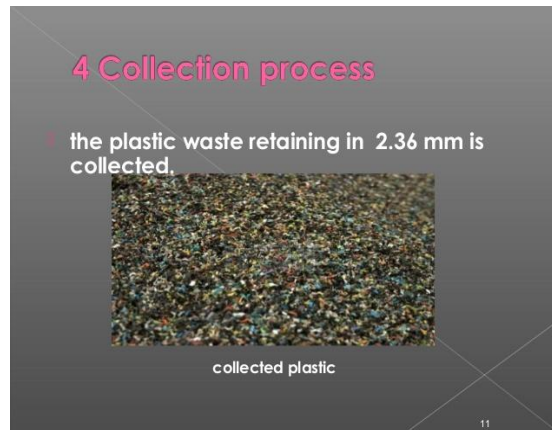 4 Collection process
the plastic waste retaining in 2.36 mm is
collected.
collected plastic
11